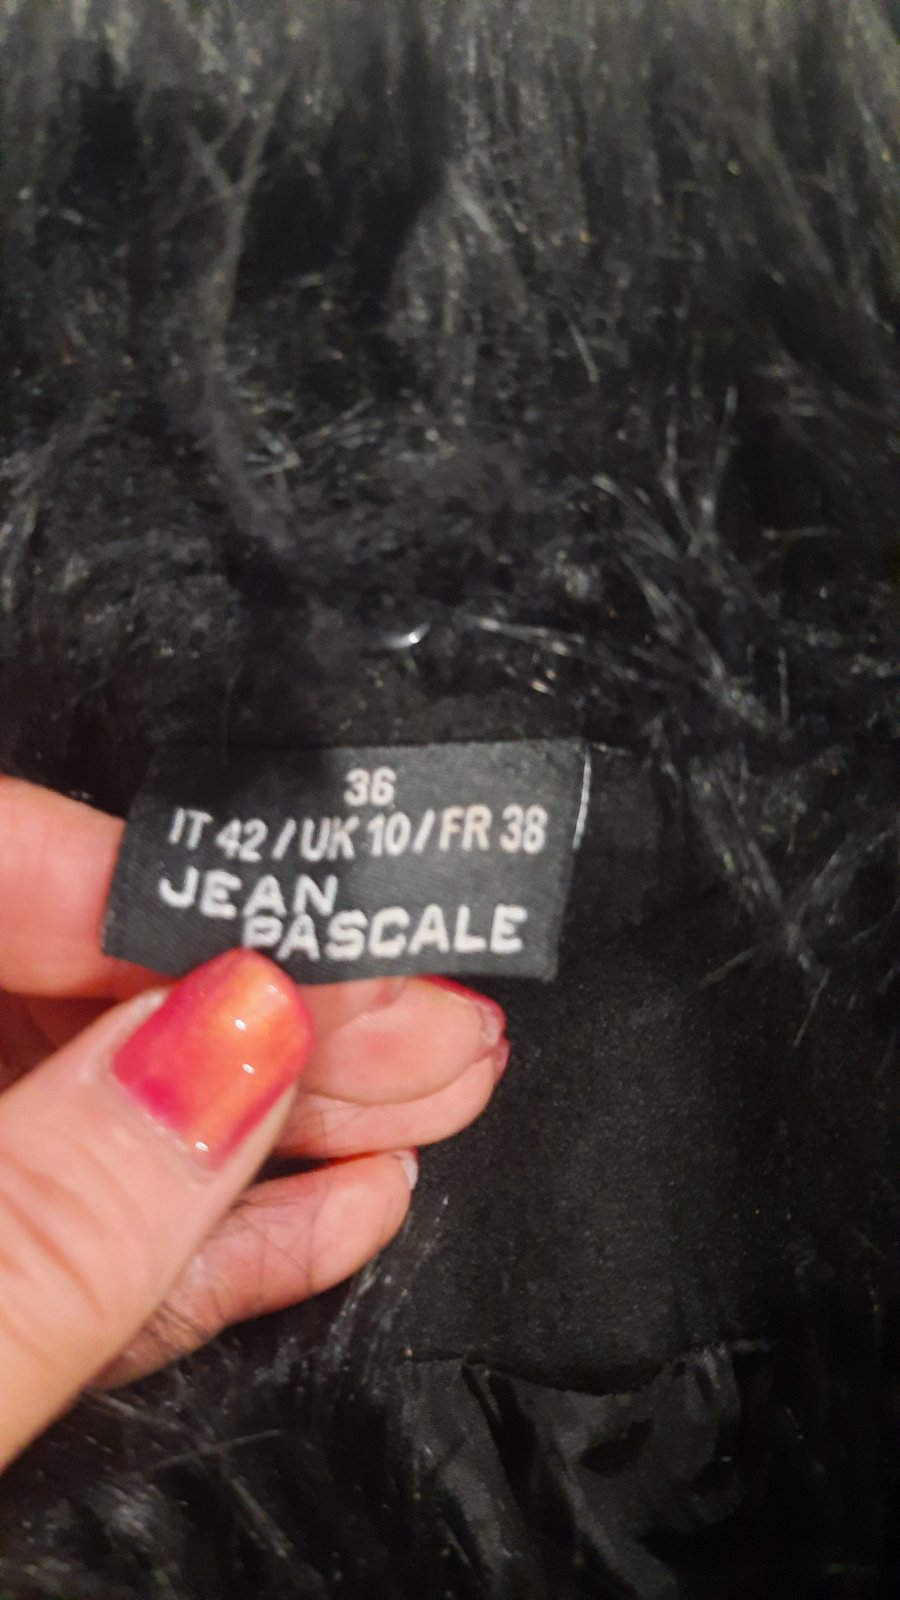 36
IT 42 / UK 10 / FR 38
JEAN
PASCALE